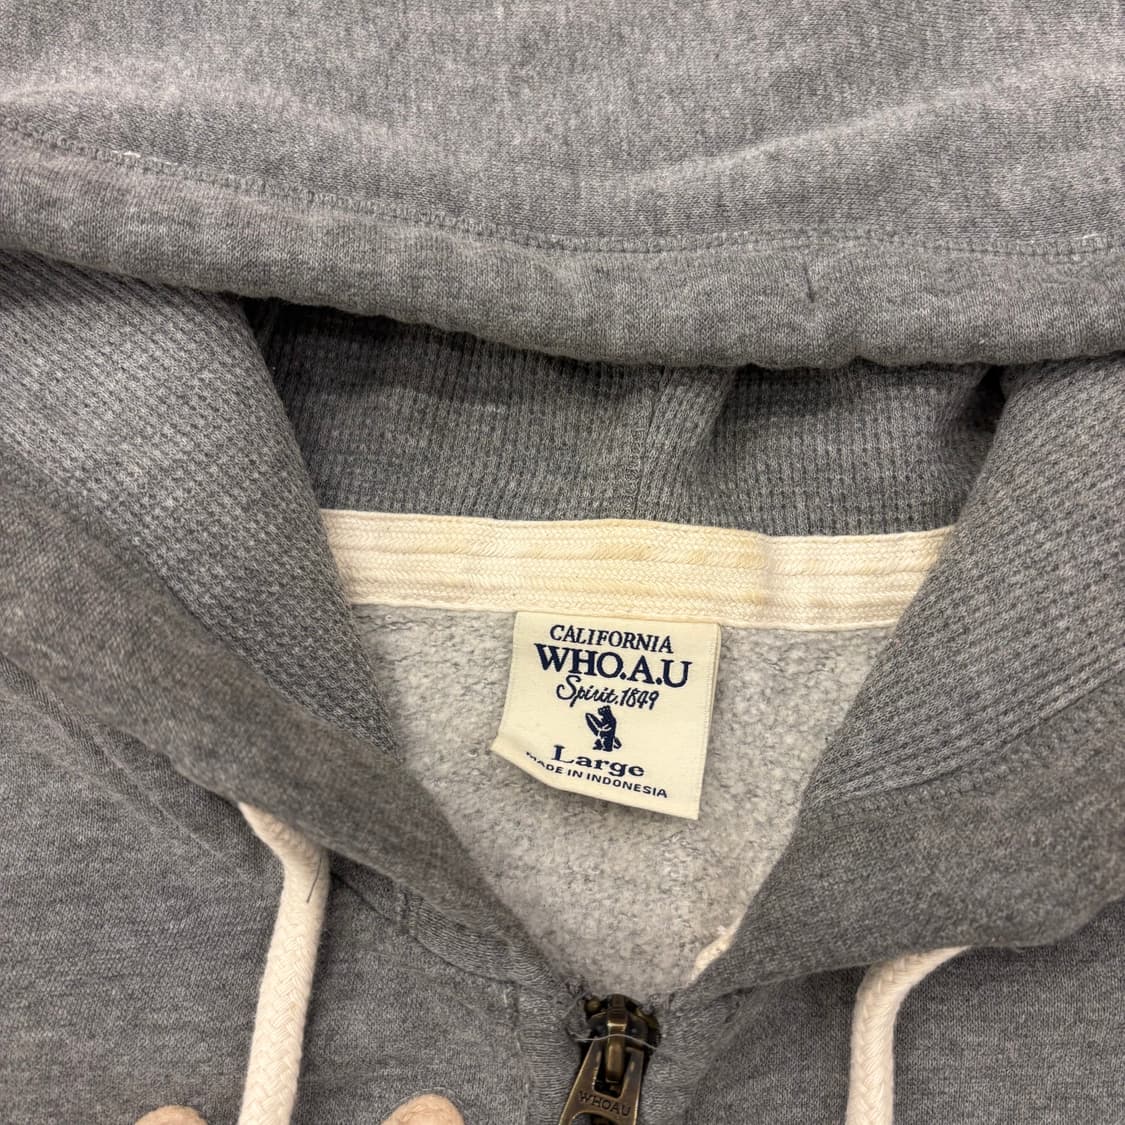 CALIFORNIA
WHO.A.U
Spirit.1849
Large
MADE IN INDONESIA
WHOAU